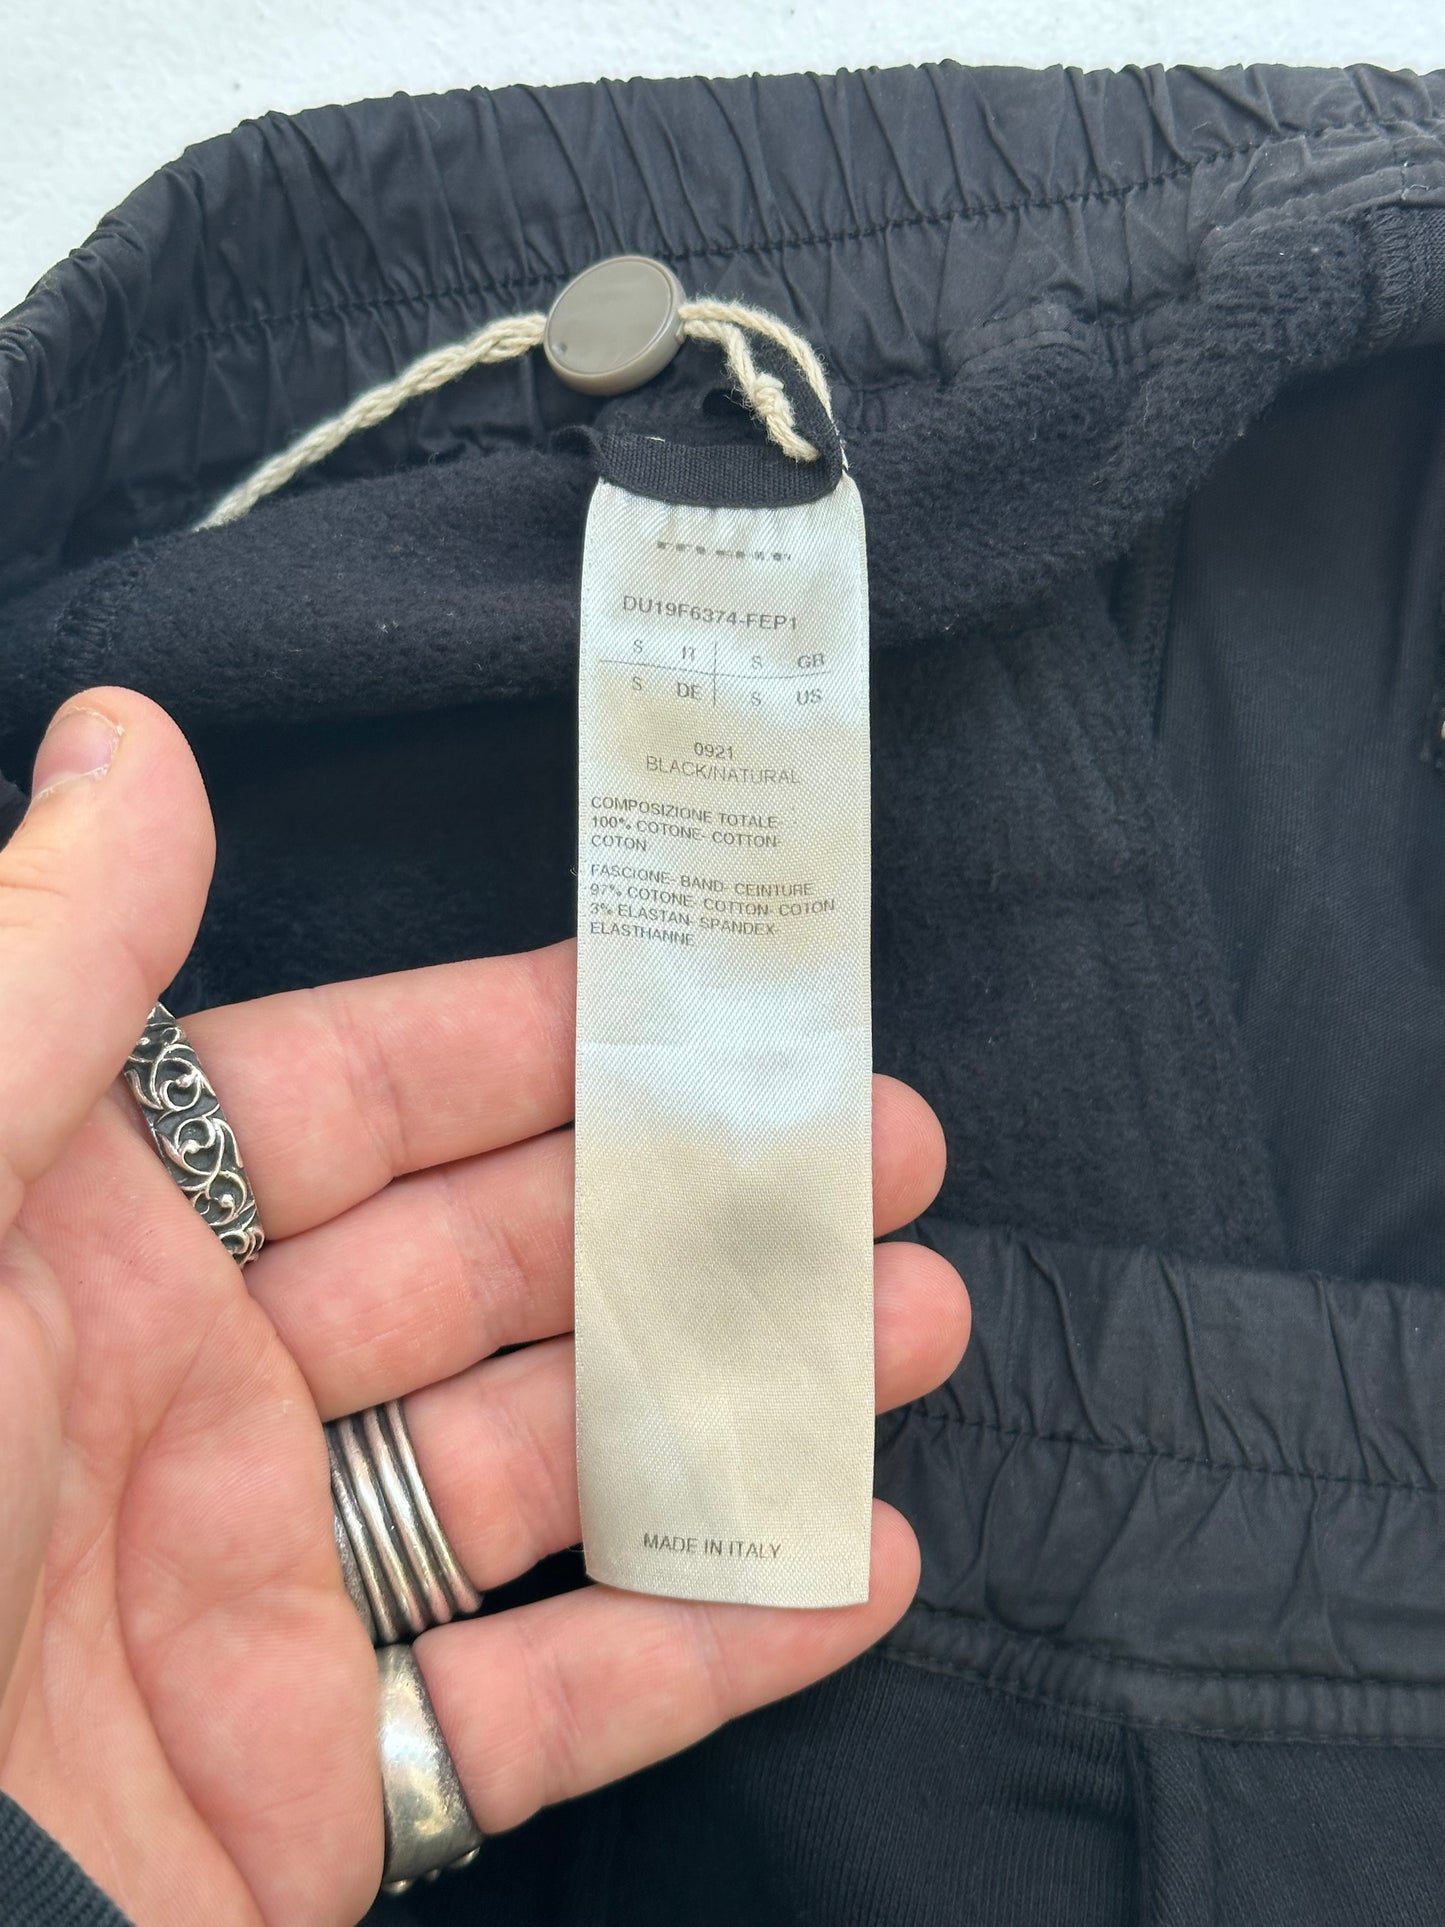 DU19F6374-FEP1
S IT S GB
S DE S US
0921
BLACK/NATURAL
COMPOSIZIONE TOTALE-
100% COTONE- COTTON-
COTON
FASCIONE- BAND- CEINTURE
97% COTONE- COTTON- COTON
3% ELASTAN- SPANDEX-
ELASTHANNE
MADE IN ITALY